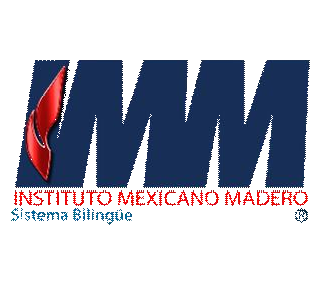 IMM
INSTITUTO MEXICANO MADERO
Sistema Bilingüe ®